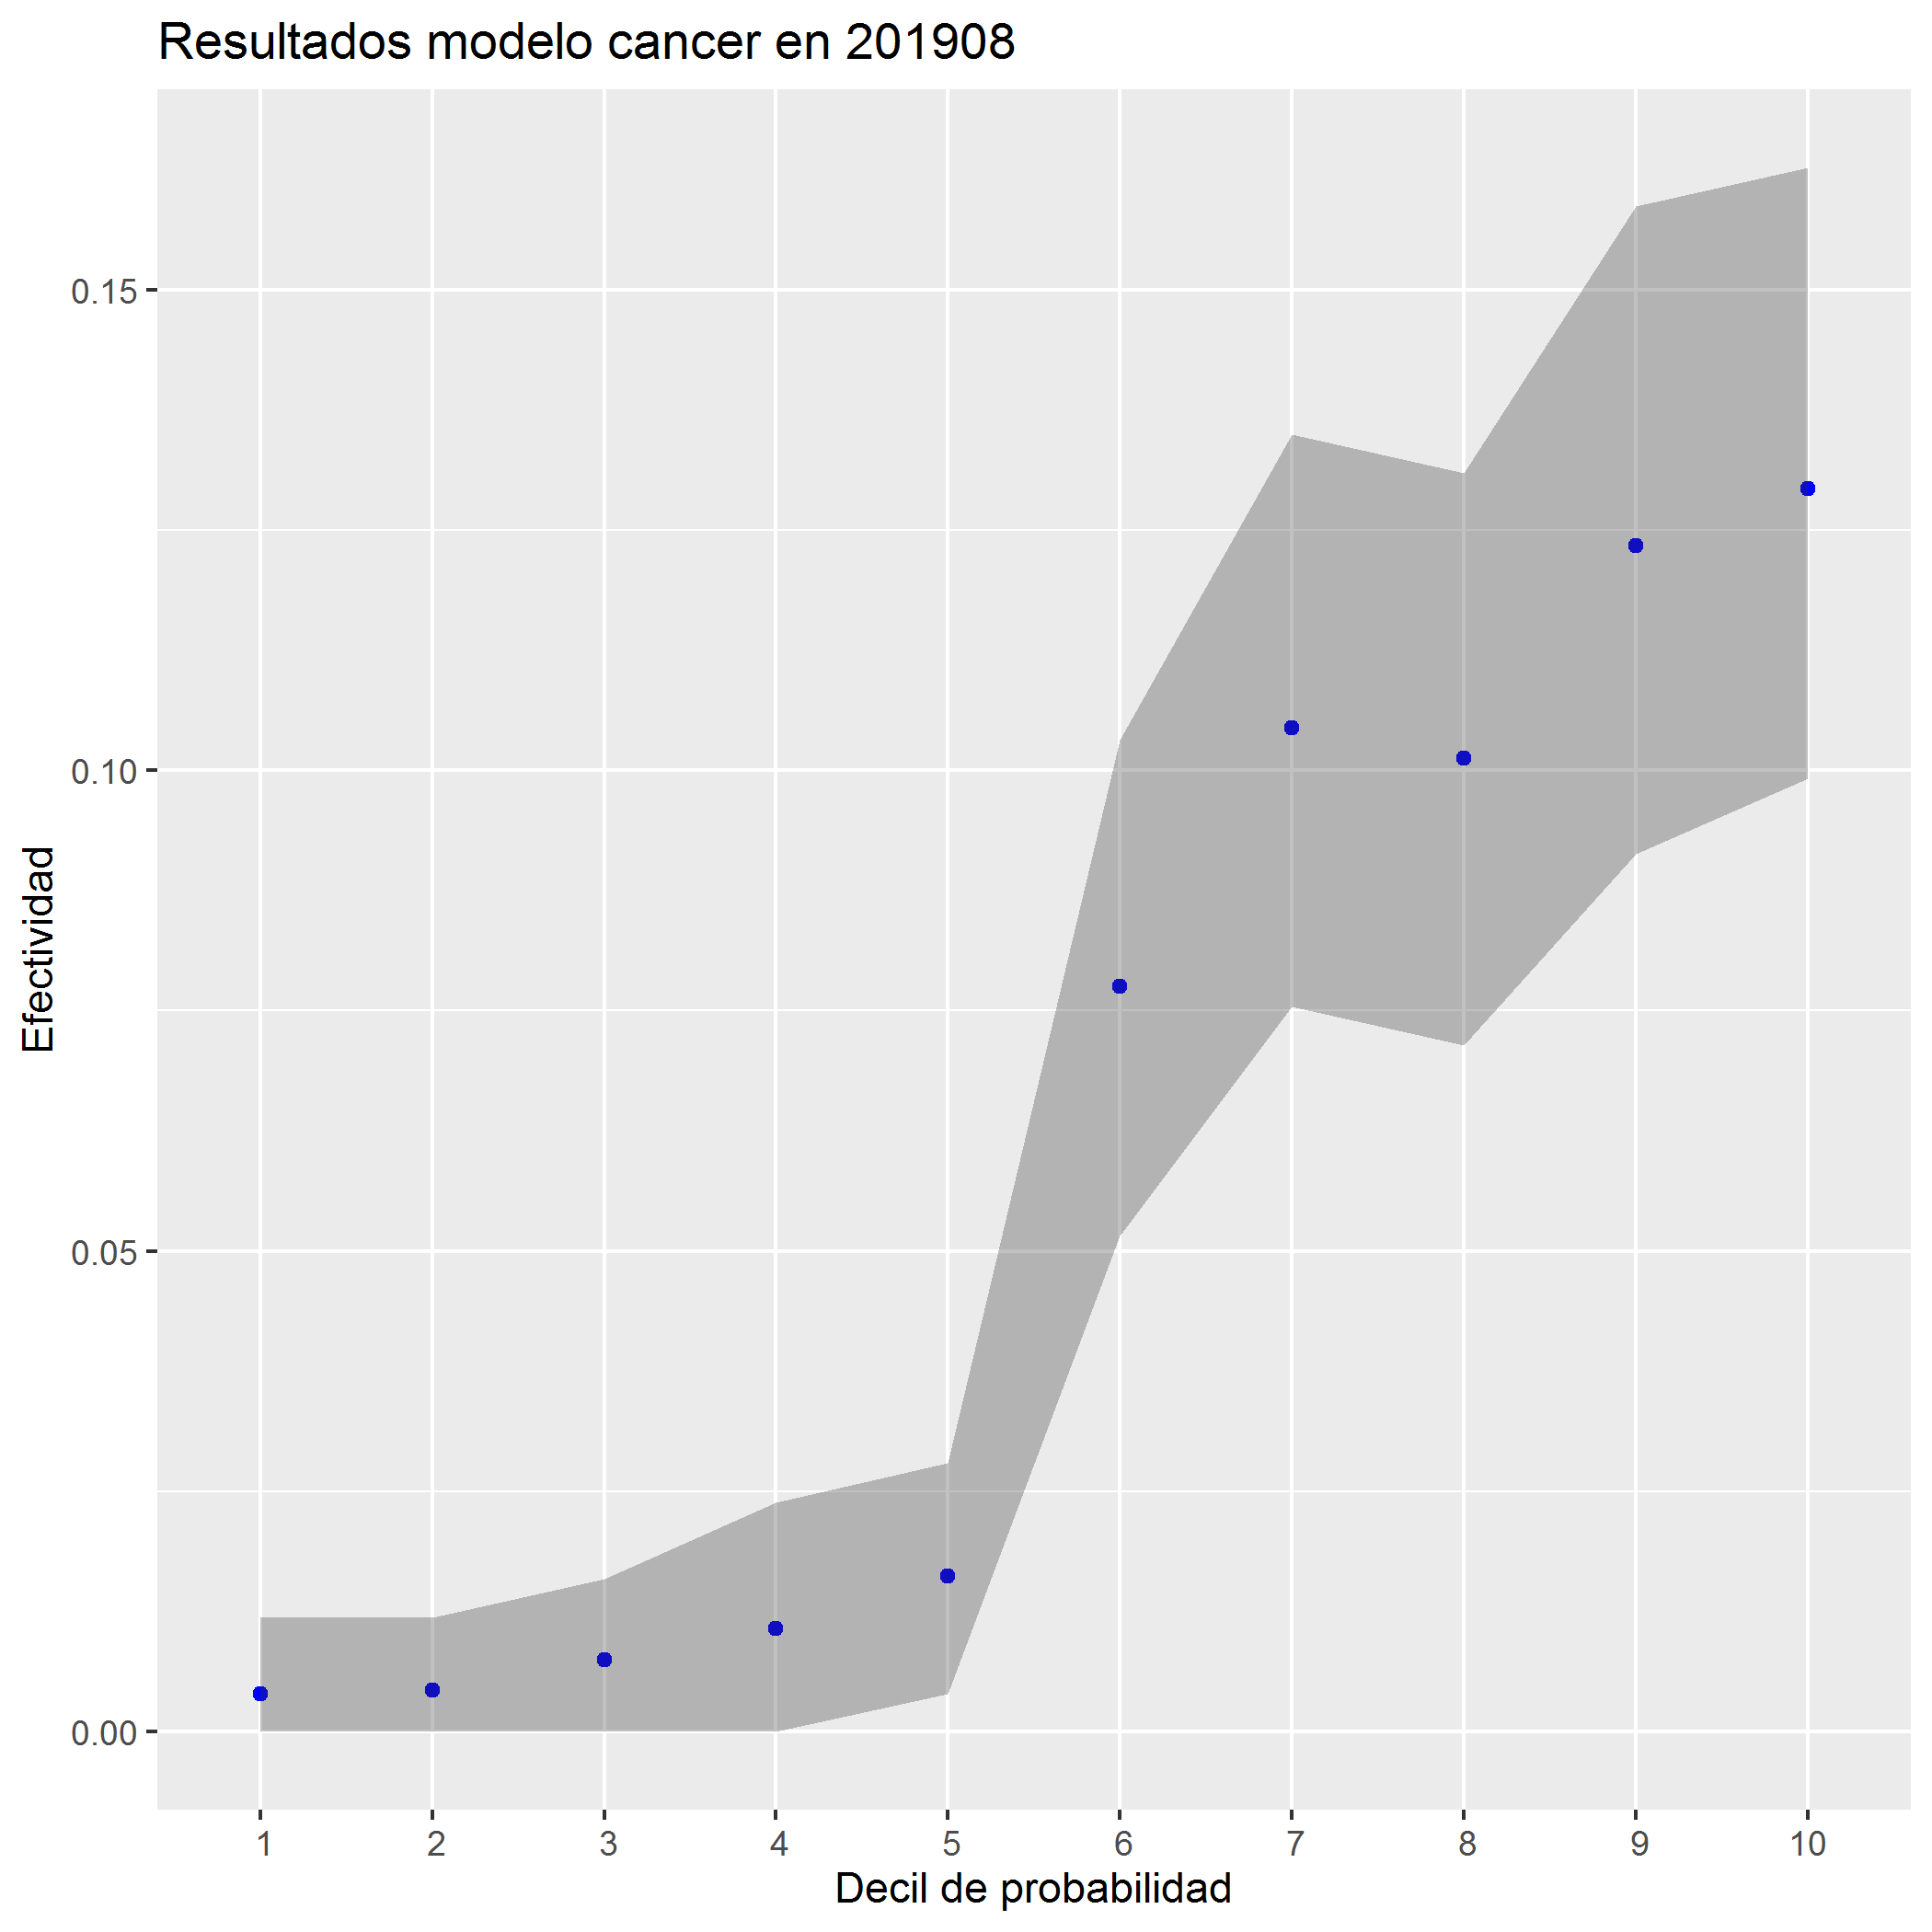 Resultados modelo cancer en 201908
Efectividad
0.15
0.10
0.05
0.00
1 2 3 4 5 6 7 8 9 10
Decil de probabilidad